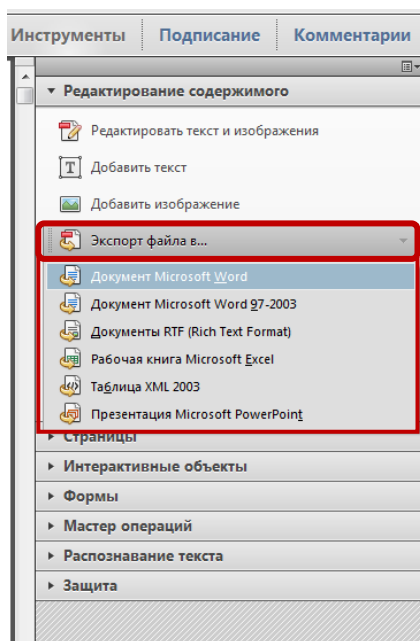 Инструменты Подписание Комментарии
Редактирование содержимого
Редактировать текст и изображения
Добавить текст
Добавить изображение
Экспорт файла в...
Документ Microsoft Word
Документ Microsoft Word 97-2003
Документы RTF (Rich Text Format)
Рабочая книга Microsoft Excel
Таблица XML 2003
Презентация Microsoft PowerPoint
Страницы
Интерактивные объекты
Формы
Мастер операций
Распознавание текста
Защита